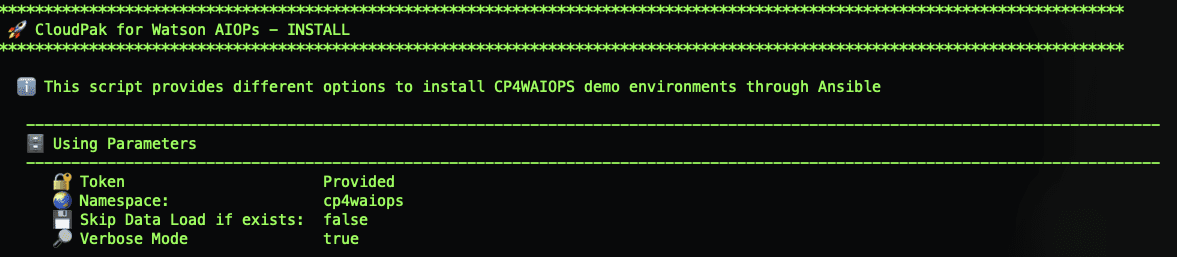 *****************************************************************************************************************************
🚀 CloudPak for Watson AIOPs - INSTALL
*****************************************************************************************************************************
ℹ️ This script provides different options to install CP4WAIOPS demo environments through Ansible
------------------------------------------------------------------------------------------------------------------------------
🗄️ Using Parameters
------------------------------------------------------------------------------------------------------------------------------
🔐 Token Provided
🌏 Namespace: cp4waiops
💾 Skip Data Load if exists: false
🔎 Verbose Mode true